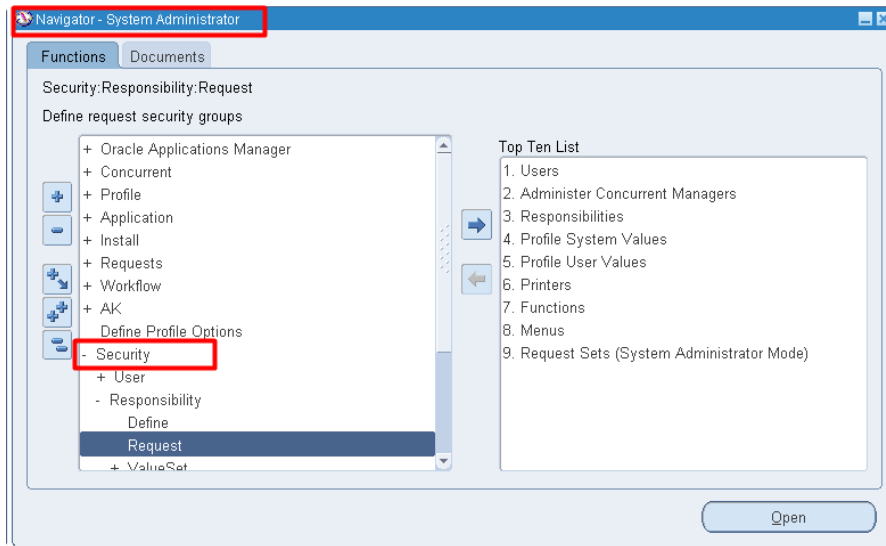 Navigator - System Administrator
Functions
Documents
Security:Responsibility:Request
Define request security groups
+ Oracle Applications Manager
+ Concurrent
+ Profile
+ Application
+ Install
+ Requests
+ Workflow
+ AK
Define Profile Options
- Security
+ User
- Responsibility
Define
Request
+ ValueSet
Top Ten List
1. Users
2. Administer Concurrent Managers
3. Responsibilities
4. Profile System Values
5. Profile User Values
6. Printers
7. Functions
8. Menus
9. Request Sets (System Administrator Mode)
Open